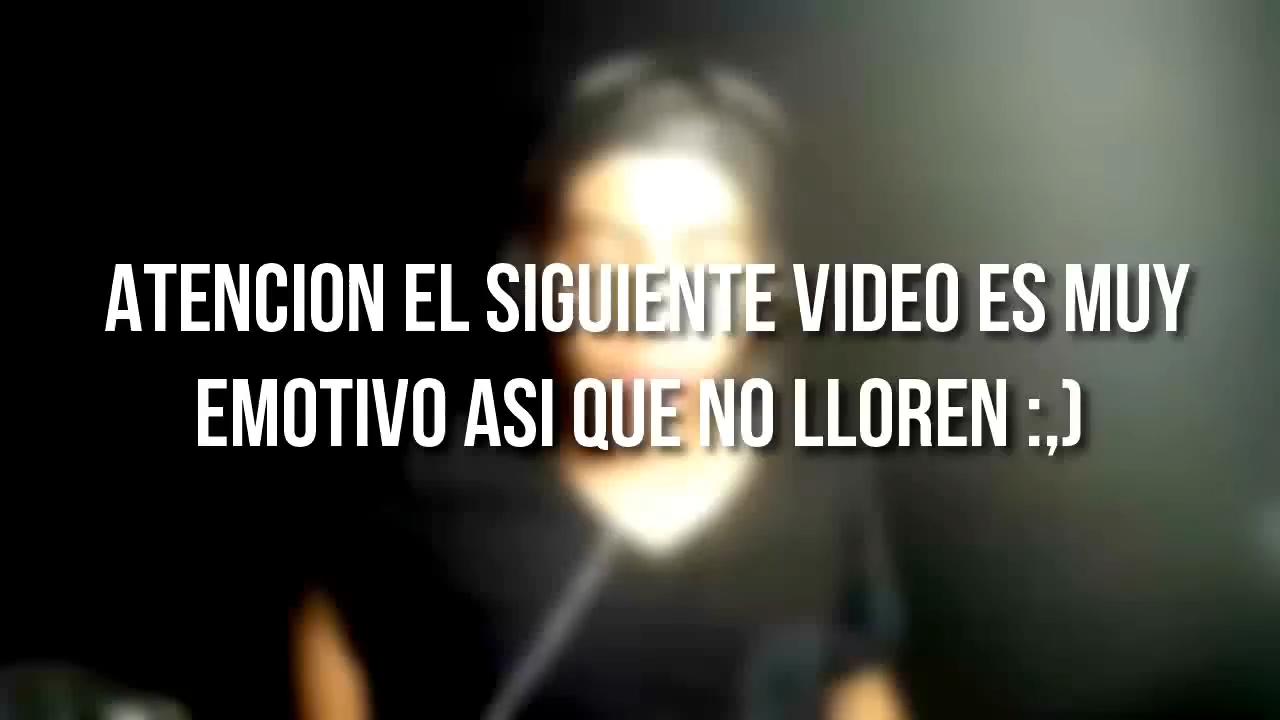 ATENCION EL SIGUIENTE VIDEO ES MUY
EMOTIVO ASI QUE NO LLOREN :,)